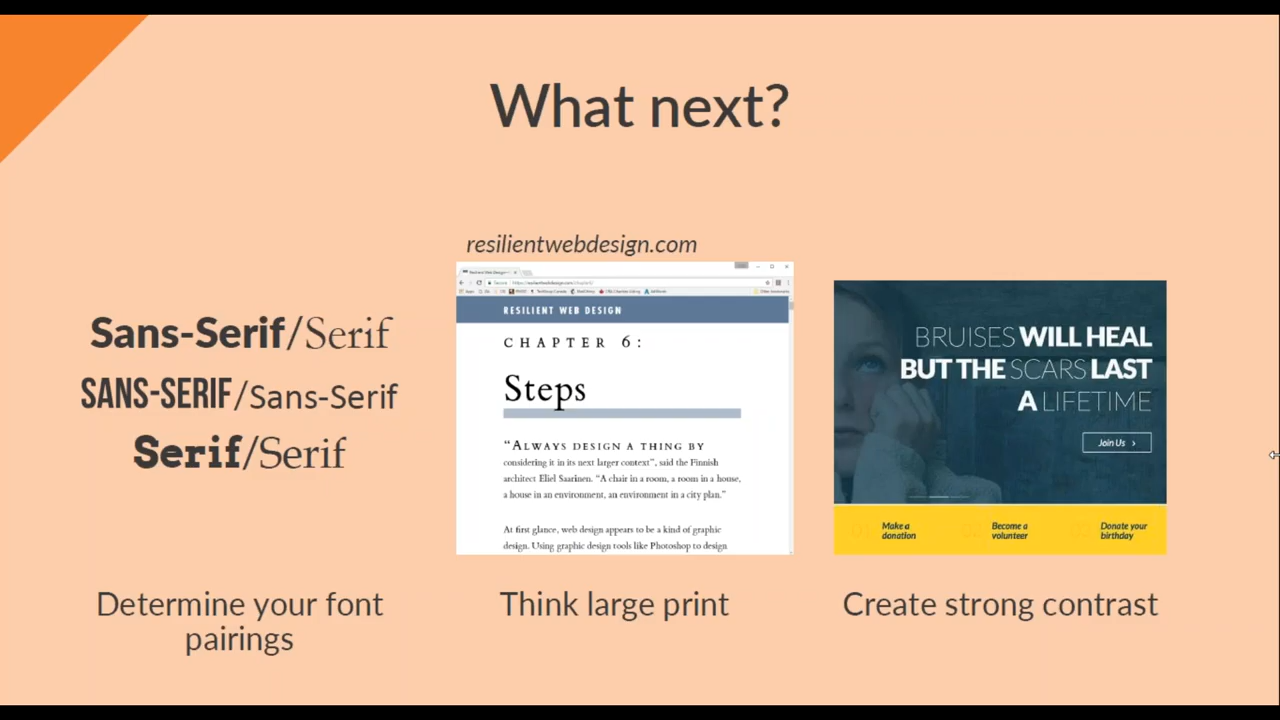 What next?
Sans-Serif/Serif
SANS-SERIF/Sans-Serif
Serif/Serif
Determine your font
pairings
resilientwebdesign.com
RESILIENT WEB DESIGN
CHAPTER 6:
Steps
“ALWAYS DESIGN A THING BY
considering it in its next larger context”, said the Finnish
architect Eliel Saarinen. “A chair in a room, a room in a house,
a house in an environment, an environment in a city plan.”
At first glance, web design appears to be a kind of graphic
design. Using graphic design tools like Photoshop to design
Think large print
BRUISES WILL HEAL
BUT THE SCARS LAST
A LIFETIME
Join Us
Make a
donation
Become a
volunteer
Donate your
birthday
Create strong contrast